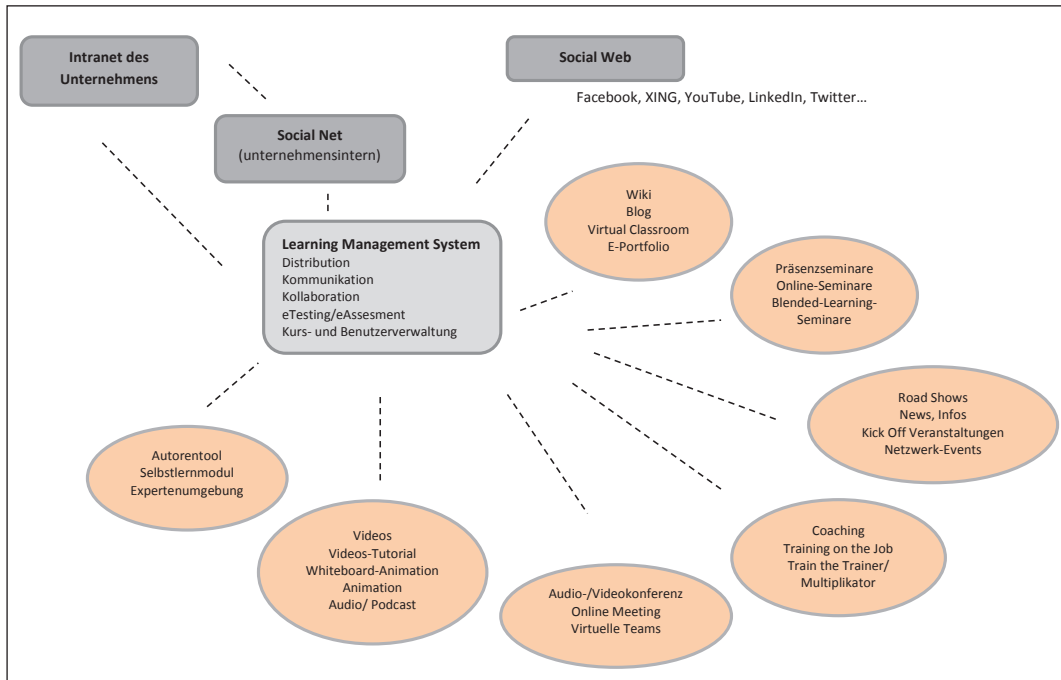 Intranet des
Unternehmens
Social Web
Facebook, XING, YouTube, LinkedIn, Twitter…
Social Net
(unternehmensintern)
Learning Management System
Distribution
Kommunikation
Kollaboration
eTesting/eAssesment
Kurs- und Benutzerverwaltung
Wiki
Blog
Virtual Classroom
E-Portfolio
Präsenzseminare
Online-Seminare
Blended-Learning-
Seminare
Road Shows
News, Infos
Kick Off Veranstaltungen
Netzwerk-Events
Autorentool
Selbstlernmodul
Expertenumgebung
Videos
Videos-Tutorial
Whiteboard-Animation
Animation
Audio/ Podcast
Audio-/Videokonferenz
Online Meeting
Virtuelle Teams
Coaching
Training on the Job
Train the Trainer/
Multiplikator